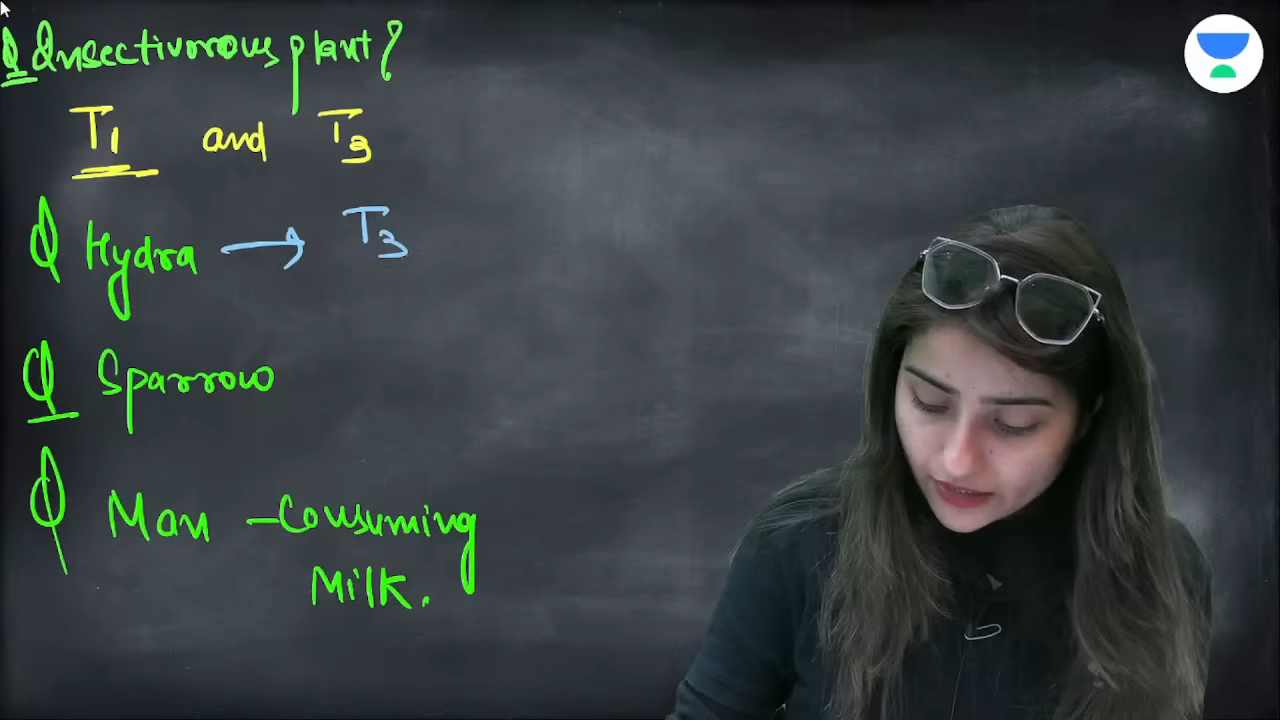 Q Insectivorous plant?
T1 and T3
Q Hydra → T3
Q Sparrow
Q Man - Consuming
Milk.